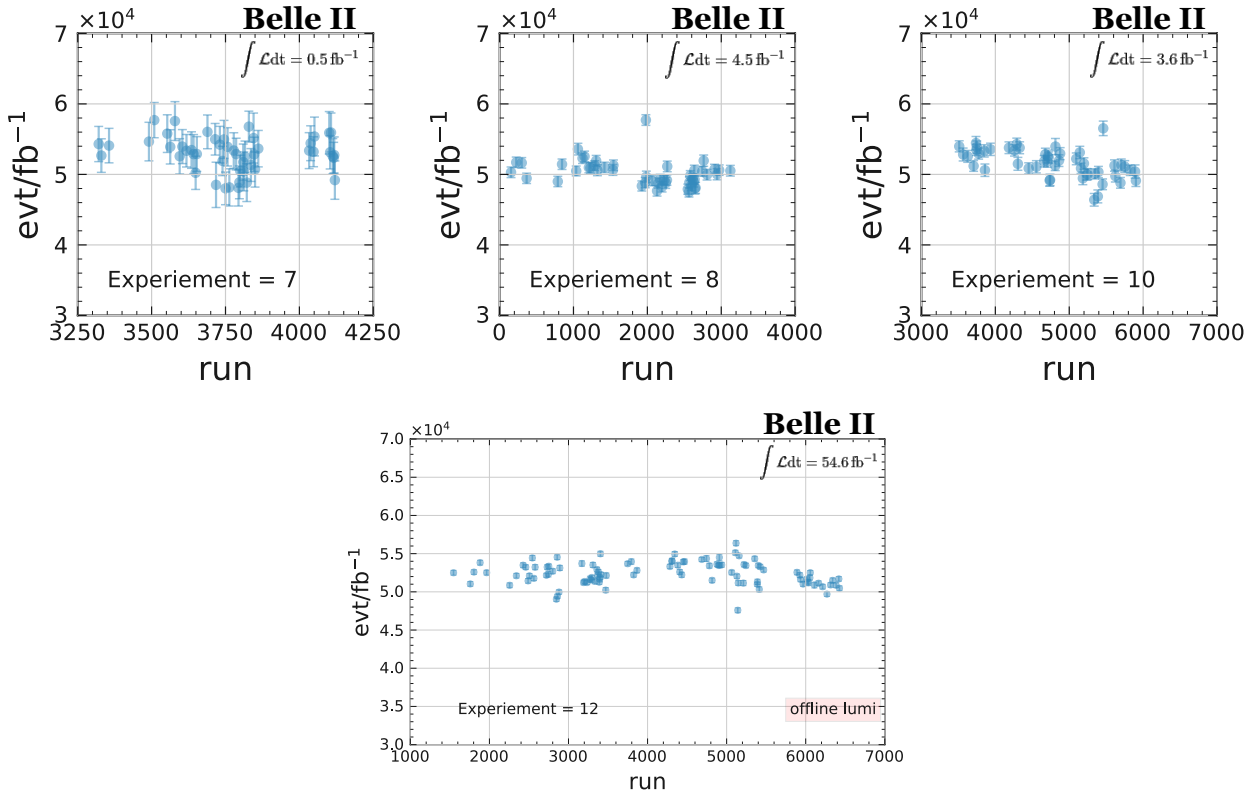 ×10⁴
Belle II
∫ ℒdt = 0.5 fb⁻¹
7
6
5
4
3
evt/fb⁻¹
Experiement = 7
3250 3500 3750 4000 4250
run
×10⁴
Belle II
∫ ℒdt = 4.5 fb⁻¹
7
6
5
4
3
evt/fb⁻¹
Experiement = 8
0 1000 2000 3000 4000
run
×10⁴
Belle II
∫ ℒdt = 3.6 fb⁻¹
7
6
5
4
3
evt/fb⁻¹
Experiement = 10
3000 4000 5000 6000 7000
run
×10⁴
Belle II
∫ ℒdt = 54.6 fb⁻¹
7.0
6.5
6.0
5.5
5.0
4.5
4.0
3.5
3.0
evt/fb⁻¹
Experiement = 12
offline lumi
1000 2000 3000 4000 5000 6000 7000
run